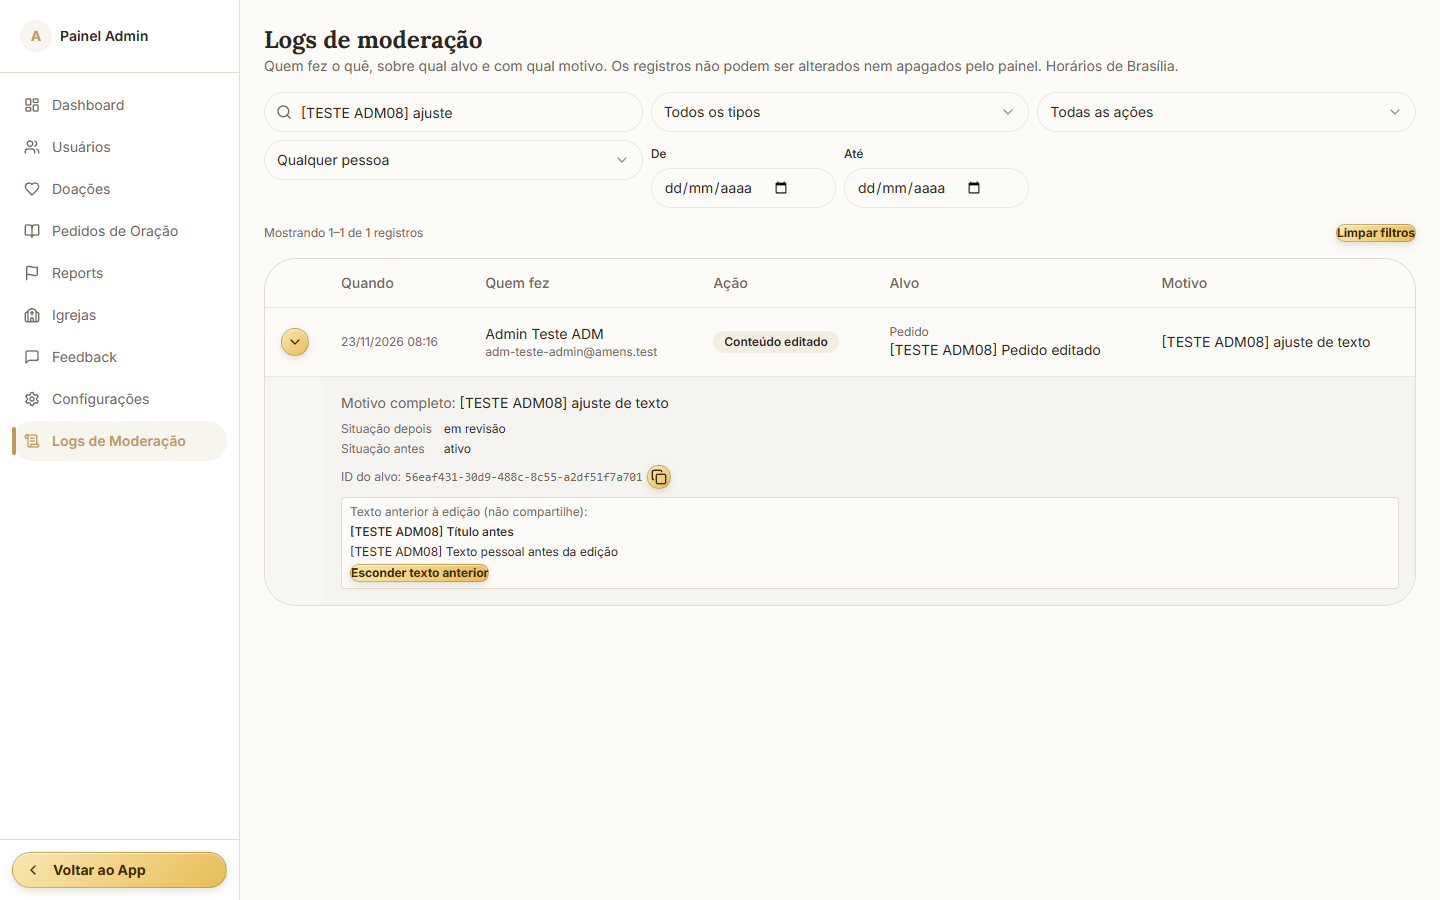 A Painel Admin
Dashboard
Usuários
Doações
Pedidos de Oração
Reports
Igrejas
Feedback
Configurações
Logs de Moderação
Voltar ao App
Logs de moderação
Quem fez o quê, sobre qual alvo e com qual motivo. Os registros não podem ser alterados nem apagados pelo painel. Horários de Brasília.
[TESTE ADM08] ajuste
Todos os tipos
Todas as ações
Qualquer pessoa
De
Até
dd/mm/aaaa
dd/mm/aaaa
Mostrando 1–1 de 1 registros
Limpar filtros
Quando Quem fez Ação Alvo Motivo
23/11/2026 08:16
Admin Teste ADM
adm-teste-admin@amens.test
Conteúdo editado
Pedido
[TESTE ADM08] Pedido editado
[TESTE ADM08] ajuste de texto
Motivo completo: [TESTE ADM08] ajuste de texto
Situação depois em revisão
Situação antes ativo
ID do alvo: 56eaf431-30d9-488c-8c55-a2df51f7a701
Texto anterior à edição (não compartilhe):
[TESTE ADM08] Título antes
[TESTE ADM08] Texto pessoal antes da edição
Esconder texto anterior